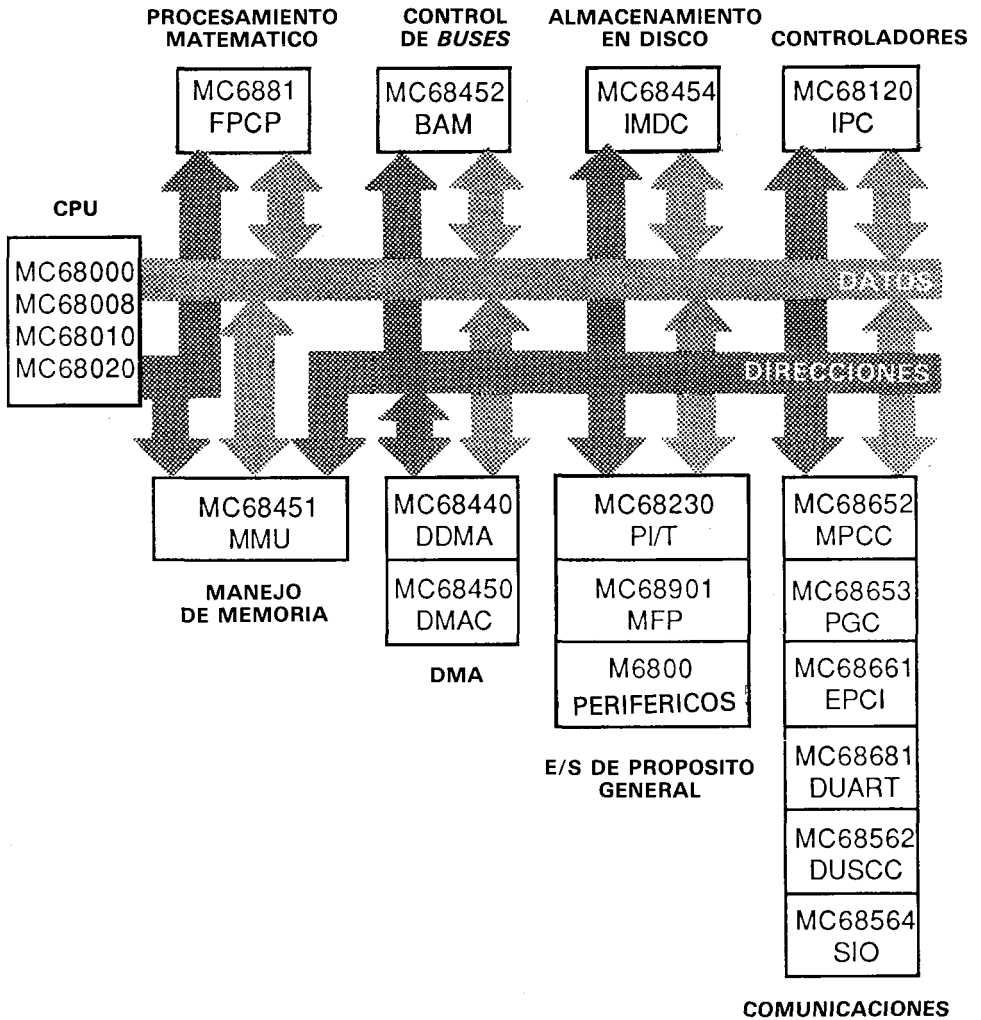 PROCESAMIENTO
MATEMATICO
CONTROL
DE BUSES
ALMACENAMIENTO
EN DISCO
CONTROLADORES
MC6881
FPCP
MC68452
BAM
MC68454
IMDC
MC68120
IPC
CPU
MC68000
MC68008
MC68010
MC68020
DATOS
DIRECCIONES
MC68451
MMU
MANEJO
DE MEMORIA
MC68440
DDMA
MC68450
DMAC
DMA
MC68230
PI/T
MC68901
MFP
M6800
PERIFERICOS
E/S DE PROPOSITO
GENERAL
MC68652
MPCC
MC68653
PGC
MC68661
EPCI
MC68681
DUART
MC68562
DUSCC
MC68564
SIO
COMUNICACIONES